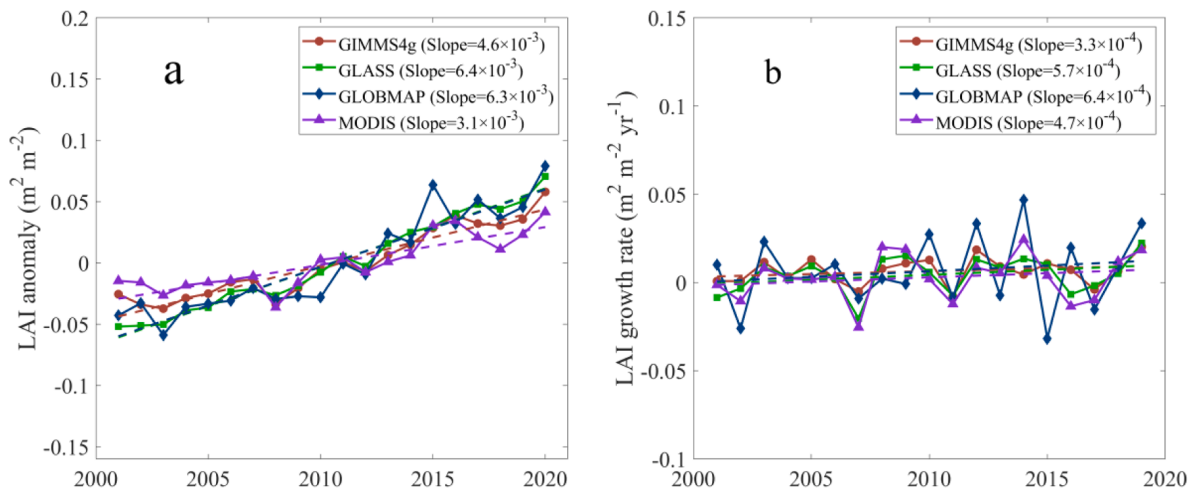 a
GIMMS4g (Slope=4.6×10⁻³)
GLASS (Slope=6.4×10⁻³)
GLOBMAP (Slope=6.3×10⁻³)
MODIS (Slope=3.1×10⁻³)
LAI anomaly (m² m⁻²)
0.2
0.15
0.1
0.05
0
-0.05
-0.1
-0.15
2000 2005 2010 2015 2020
b
GIMMS4g (Slope=3.3×10⁻⁴)
GLASS (Slope=5.7×10⁻⁴)
GLOBMAP (Slope=6.4×10⁻⁴)
MODIS (Slope=4.7×10⁻⁴)
LAI growth rate (m² m⁻² yr⁻¹)
0.15
0.1
0.05
0
-0.05
-0.1
2000 2005 2010 2015 2020